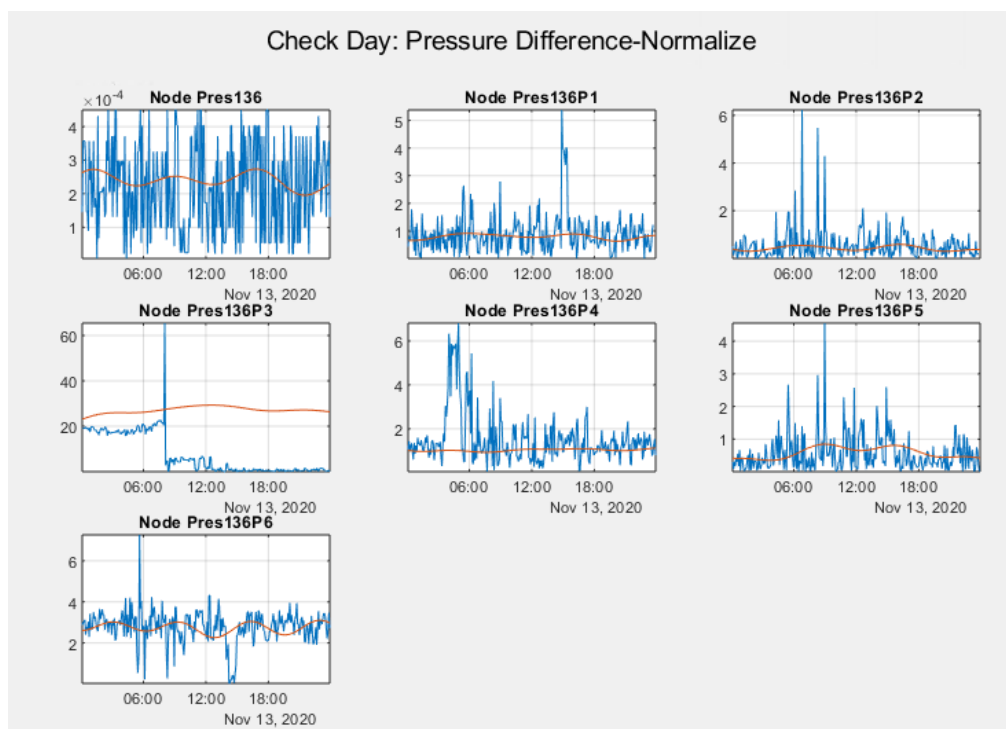 Check Day: Pressure Difference-Normalize
×10⁻⁴
Node Pres136
4
3
2
1
06:00 12:00 18:00
Nov 13, 2020
Node Pres136P1
5
4
3
2
1
06:00 12:00 18:00
Nov 13, 2020
Node Pres136P2
6
4
2
06:00 12:00 18:00
Nov 13, 2020
Node Pres136P3
60
40
20
06:00 12:00 18:00
Nov 13, 2020
Node Pres136P4
6
4
2
06:00 12:00 18:00
Nov 13, 2020
Node Pres136P5
4
3
2
1
06:00 12:00 18:00
Nov 13, 2020
Node Pres136P6
6
4
2
06:00 12:00 18:00
Nov 13, 2020